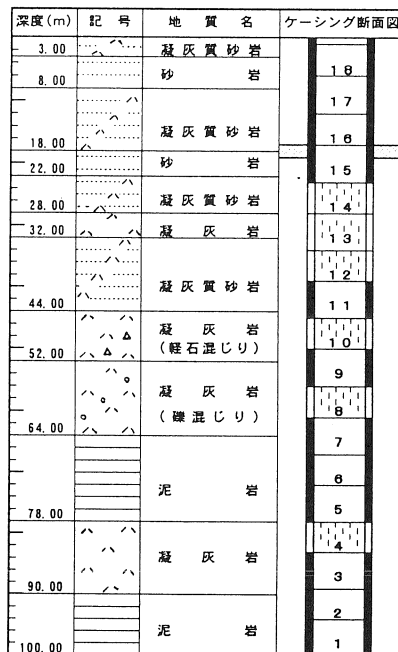 深度(m) 記号 地質名 ケーシング断面図
3.00 凝灰質砂岩
18
8.00 砂岩
17
16
18.00 凝灰質砂岩
22.00 砂岩 15
28.00 凝灰質砂岩 14
32.00 凝灰岩 13
12
44.00 凝灰質砂岩 11
凝灰岩 10
52.00 (軽石混じり)
9
凝灰岩
8
(礫混じり)
64.00
7
6
泥岩
5
78.00
4
凝灰岩
3
90.00
2
泥岩
1
100.00